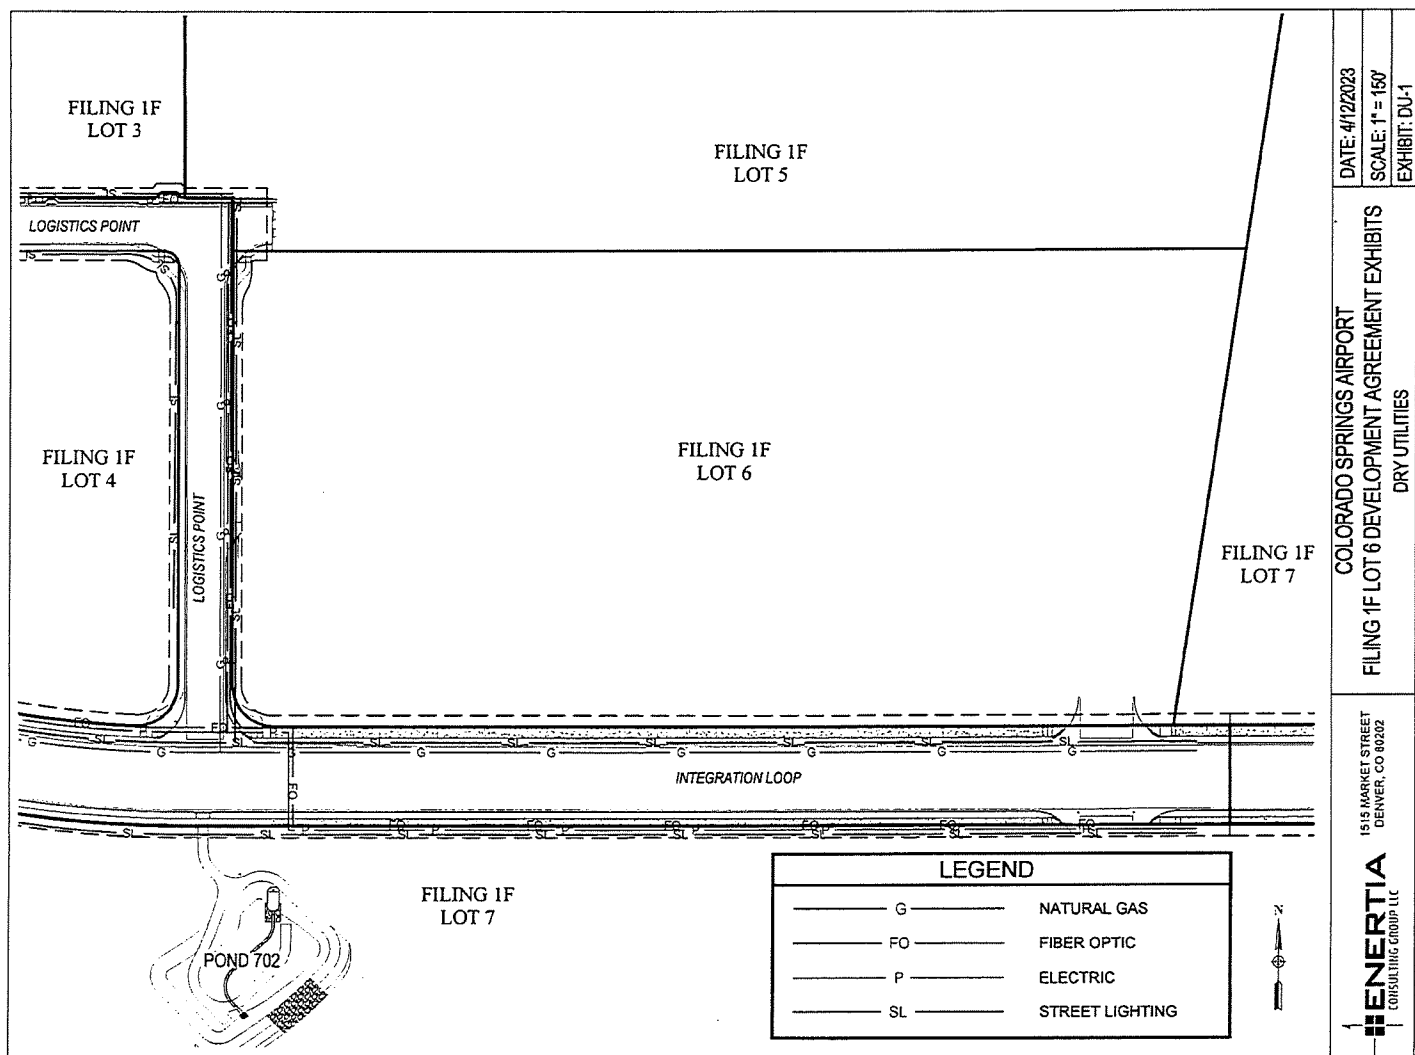 FILING 1F
LOT 3
FILING 1F
LOT 5
LOGISTICS POINT
FILING 1F
LOT 4
LOGISTICS POINT
FILING 1F
LOT 6
FILING 1F
LOT 7
INTEGRATION LOOP
FILING 1F
LOT 7
POND 702
LEGEND
G NATURAL GAS
FO FIBER OPTIC
P ELECTRIC
SL STREET LIGHTING
N
DATE: 4/12/2023
SCALE: 1" = 150'
EXHIBIT: DU-1
COLORADO SPRINGS AIRPORT
FILING 1F LOT 6 DEVELOPMENT AGREEMENT EXHIBITS
DRY UTILITIES
1515 MARKET STREET
DENVER, CO 80202
ENERTIA
CONSULTING GROUP LLC